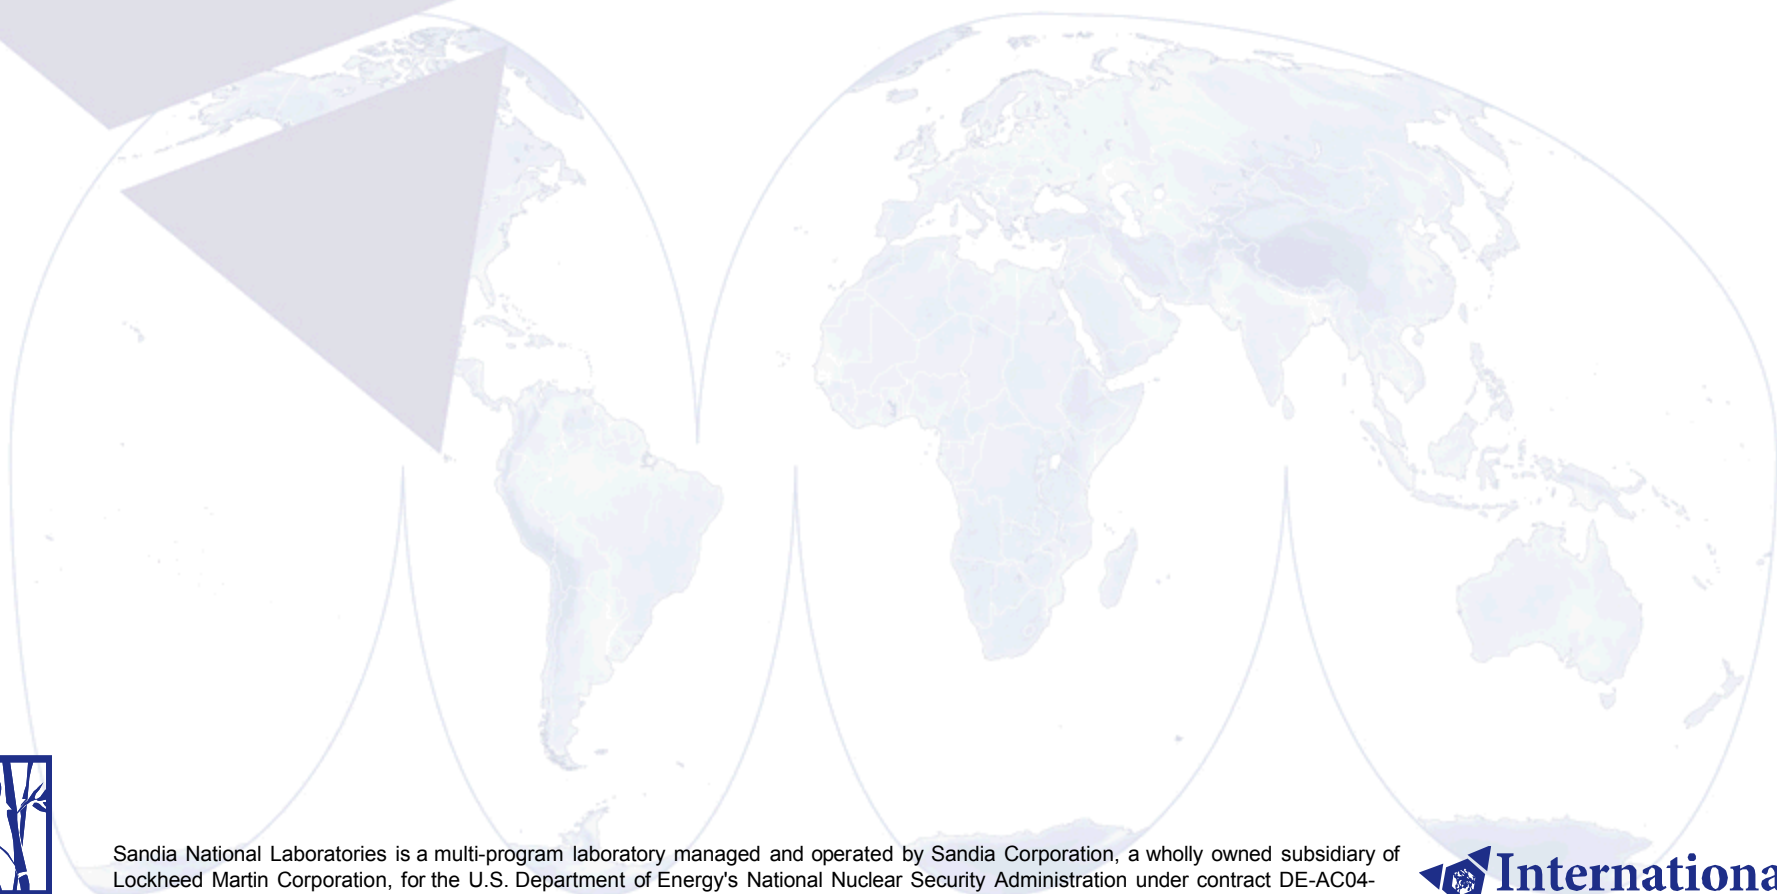 Sandia National Laboratories is a multi-program laboratory managed and operated by Sandia Corporation, a wholly owned subsidiary of
Lockheed Martin Corporation, for the U.S. Department of Energy's National Nuclear Security Administration under contract DE-AC04-
Internationa